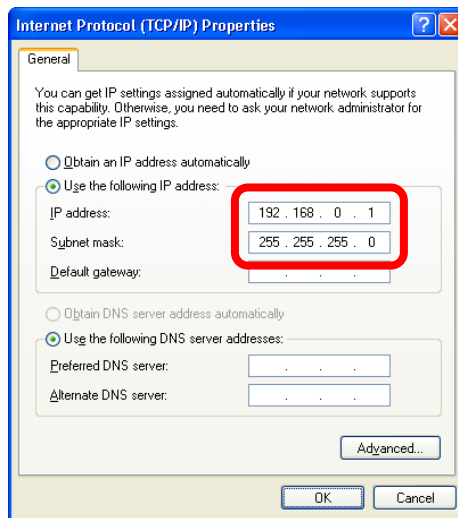 Internet Protocol (TCP/IP) Properties
General
You can get IP settings assigned automatically if your network supports
this capability. Otherwise, you need to ask your network administrator for
the appropriate IP settings.
Obtain an IP address automatically
Use the following IP address:
IP address: 192 . 168 . 0 . 1
Subnet mask: 255 . 255 . 255 . 0
Default gateway: . . .
Obtain DNS server address automatically
Use the following DNS server addresses:
Preferred DNS server: . . .
Alternate DNS server: . . .
Advanced...
OK Cancel